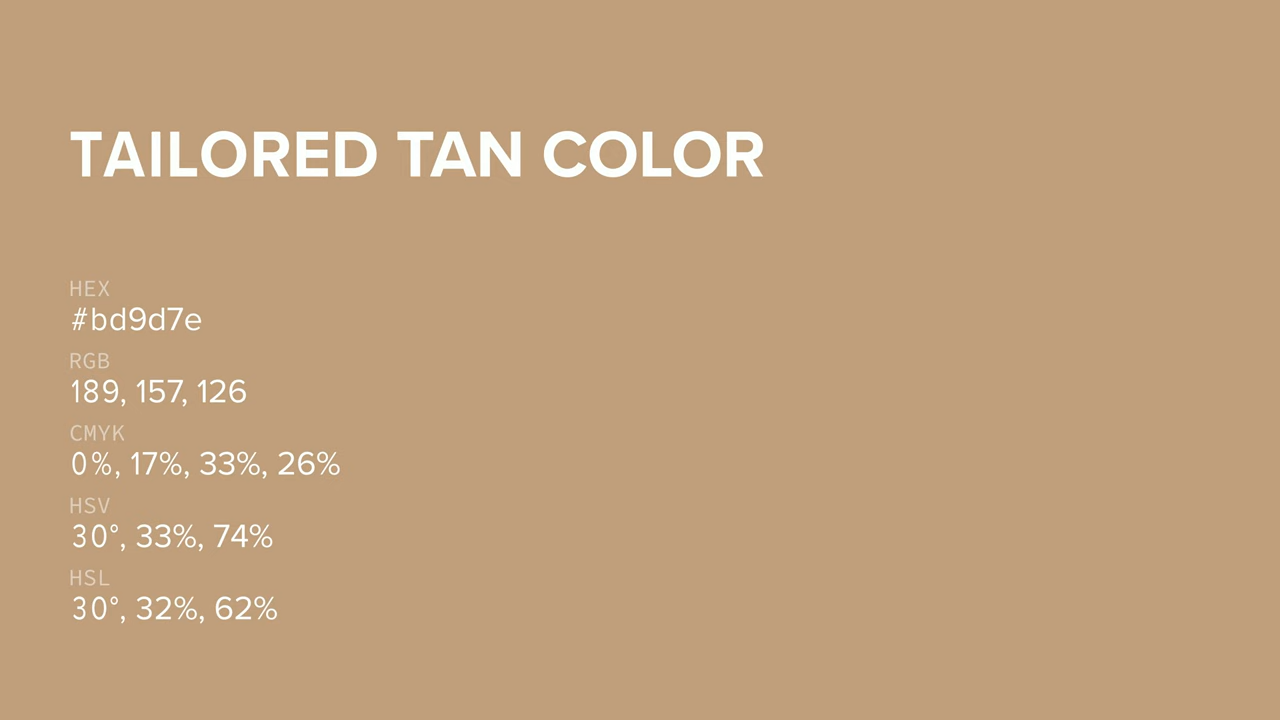 TAILORED TAN COLOR
HEX
#bd9d7e
RGB
189, 157, 126
CMYK
0%, 17%, 33%, 26%
HSV
30°, 33%, 74%
HSL
30°, 32%, 62%